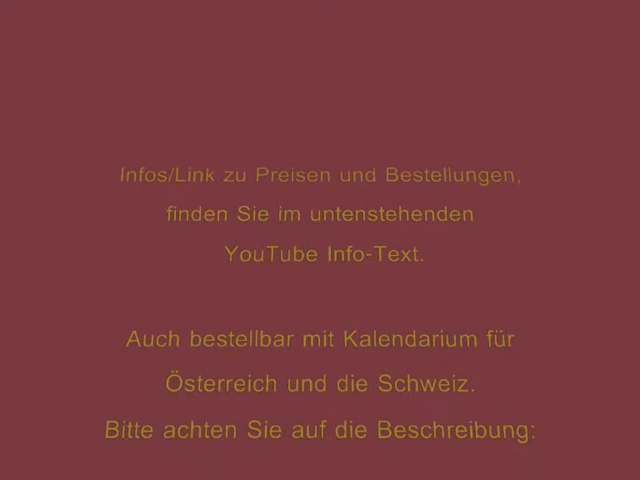 Infos/Link zu Preisen und Bestellungen,
finden Sie im untenstehenden
YouTube Info-Text.
Auch bestellbar mit Kalendarium für
Österreich und die Schweiz.
Bitte achten Sie auf die Beschreibung: